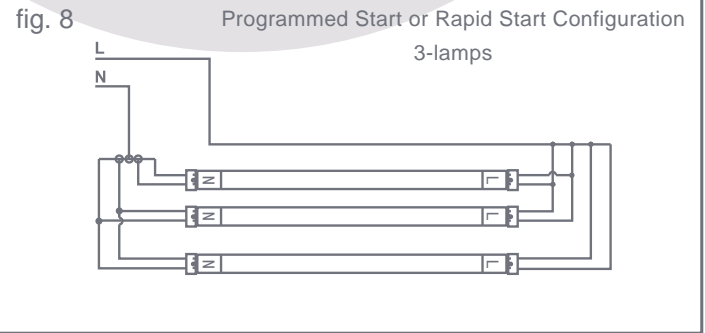 fig. 8
Programmed Start or Rapid Start Configuration
3-lamps
L
N
N L
N L
N L